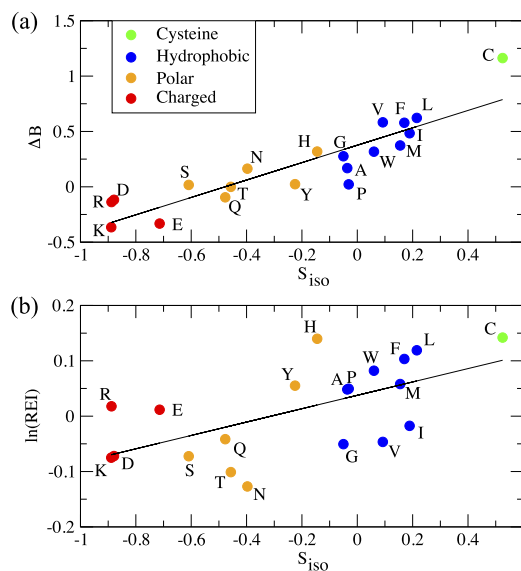 (a)
Cysteine
Hydrophobic
Polar
Charged
1.5
1
0.5
0
-0.5
ΔB
C
V F L
I
H G
N
W M
A
S
T
Y P
D
R
Q
K E
-1 -0.8 -0.6 -0.4 -0.2 0 0.2 0.4
S_iso
(b)
0.2
0.1
0
-0.1
-0.2
ln(REI)
H
C
F L
W
Y
A P
M
R
E
I
Q
G V
K D S
T N
-1 -0.8 -0.6 -0.4 -0.2 0 0.2 0.4
S_iso